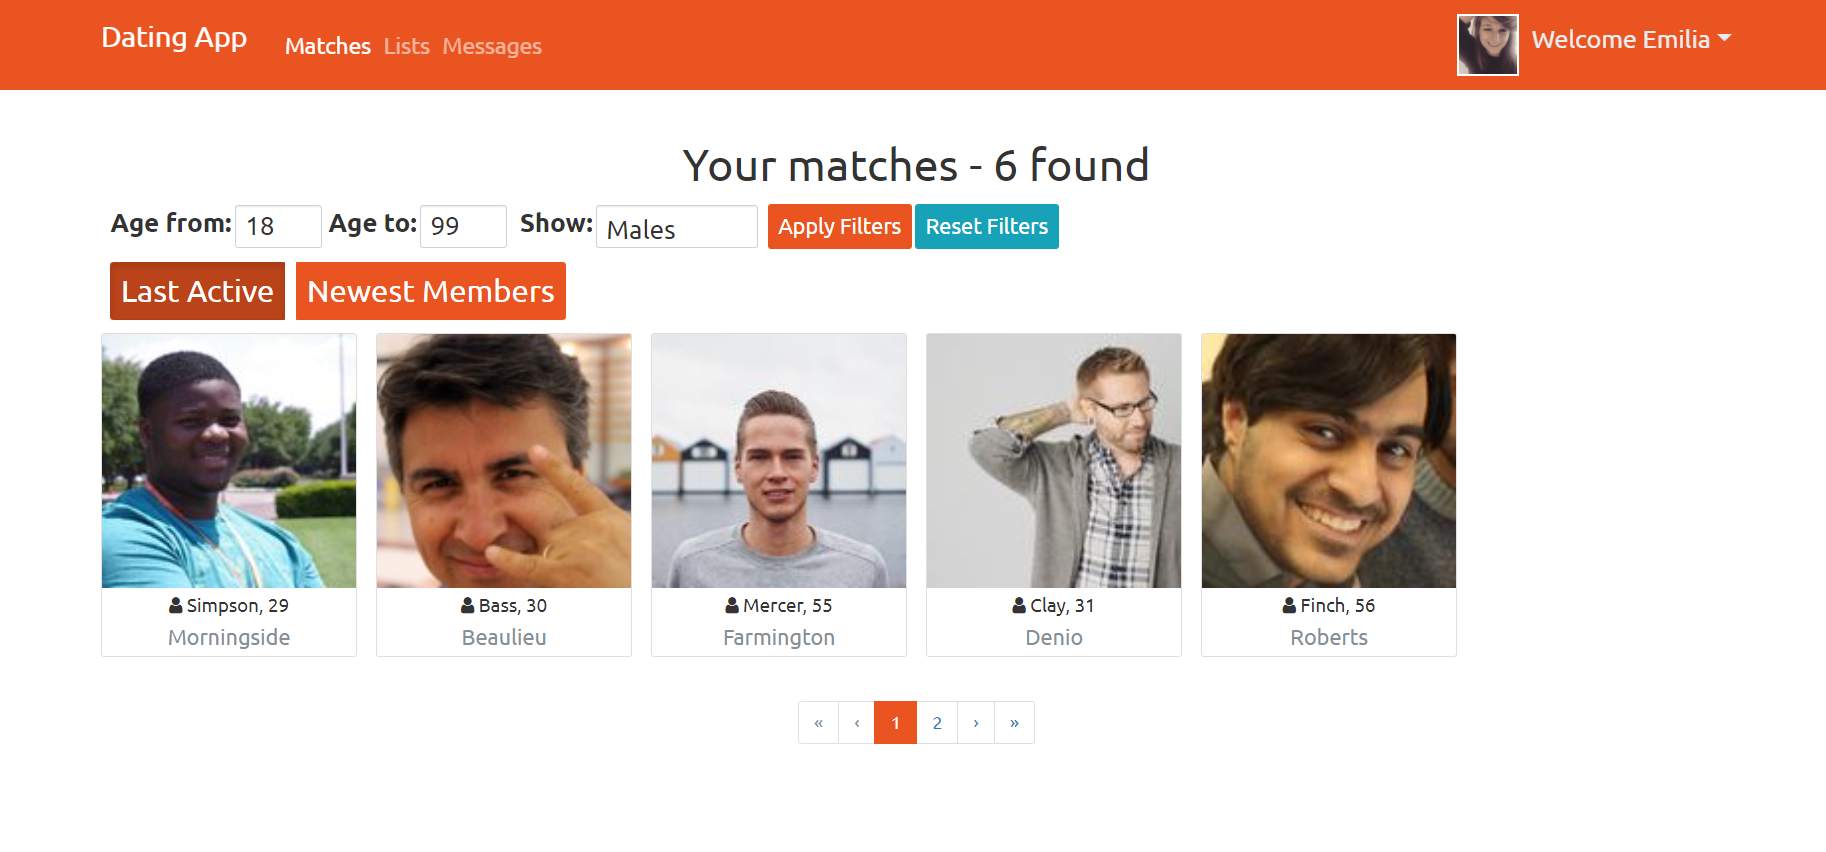 Dating App Matches Lists Messages Welcome Emilia
Your matches - 6 found
Age from: 18 Age to: 99 Show: Males Apply Filters Reset Filters
Last Active Newest Members
Simpson, 29
Morningside
Bass, 30
Beaulieu
Mercer, 55
Farmington
Clay, 31
Denio
Finch, 56
Roberts
« ‹ 1 2 › »